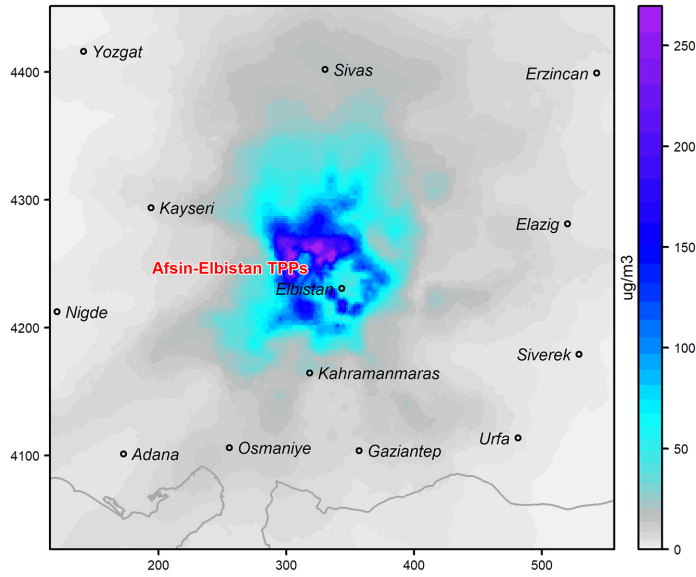 Yozgat
Sivas
Erzincan
4400
250
200
Kayseri
4300
Elazig
Afsin-Elbistan TPPs
150
ug/m3
Elbistan
Nigde
4200
100
Siverek
Kahramanmaras
Urfa
50
4100
Adana
Osmaniye
Gaziantep
0
200
300
400
500